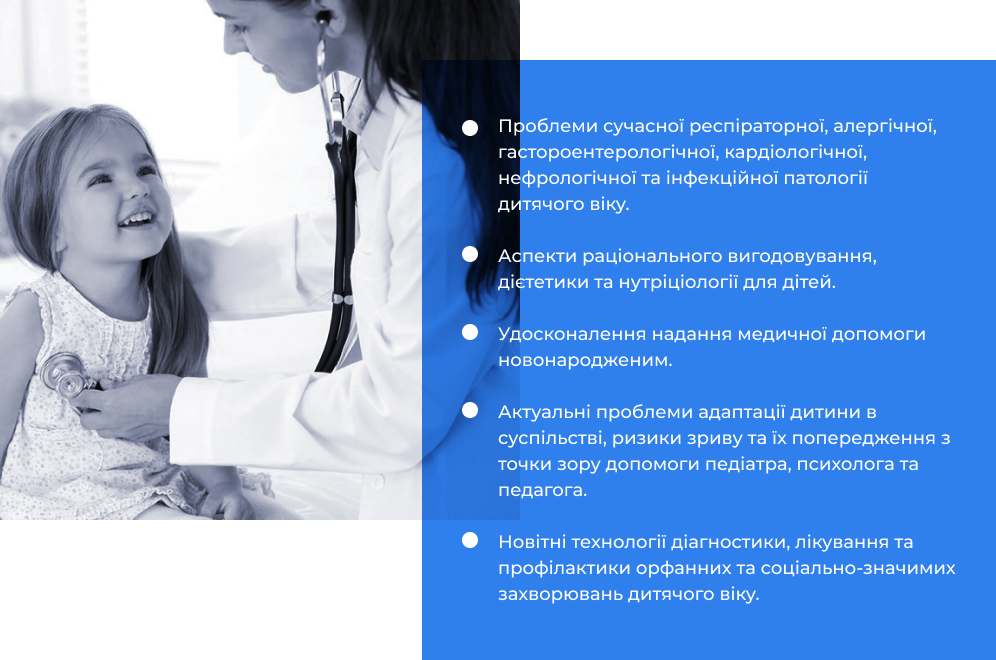 Проблеми сучасної респіраторної, алергічної,
гастороентерологічної, кардіологічної,
нефрологічної та інфекційної патології
дитячого віку.
Аспекти раціонального вигодовування,
дієтетики та нутріціології для дітей.
Удосконалення надання медичної допомоги
новонародженим.
Актуальні проблеми адаптації дитини в
суспільстві, ризики зриву та їх попередження з
точки зору допомоги педіатра, психолога та
педагога.
Новітні технології діагностики, лікування та
профілактики орфанних та соціально-значимих
захворювань дитячого віку.